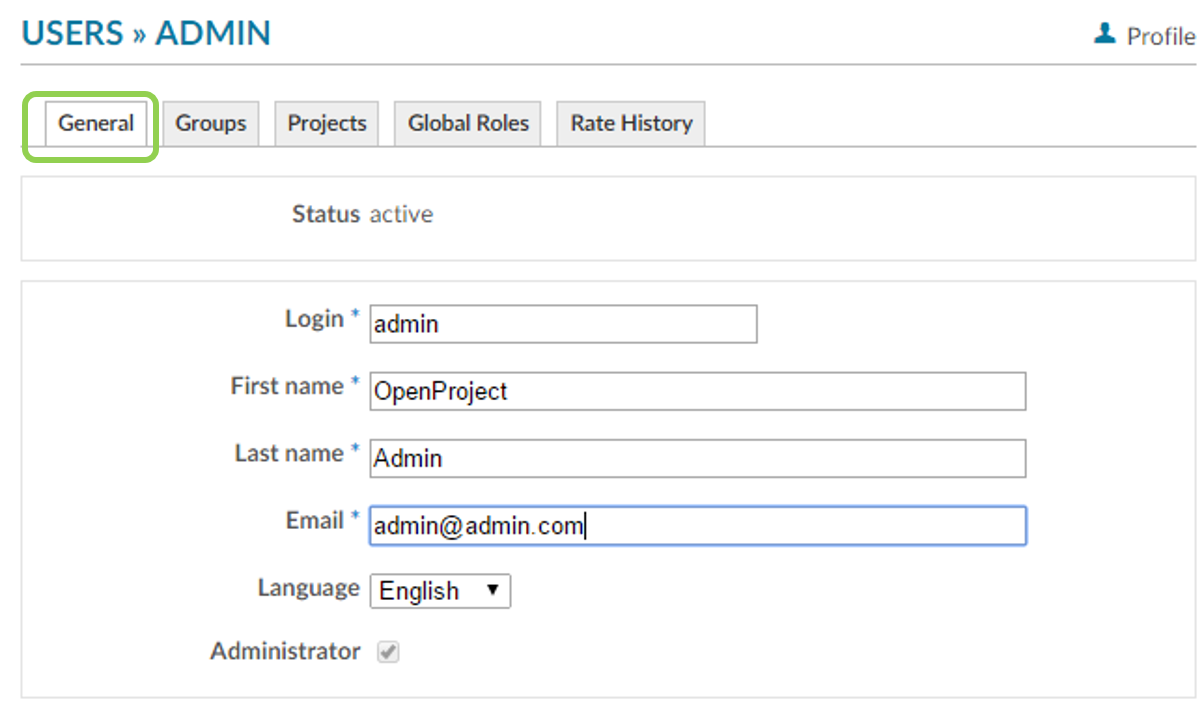 USERS » ADMIN
Profile
General Groups Projects Global Roles Rate History
Status active
Login * admin
First name * OpenProject
Last name * Admin
Email * admin@admin.com
Language English
Administrator